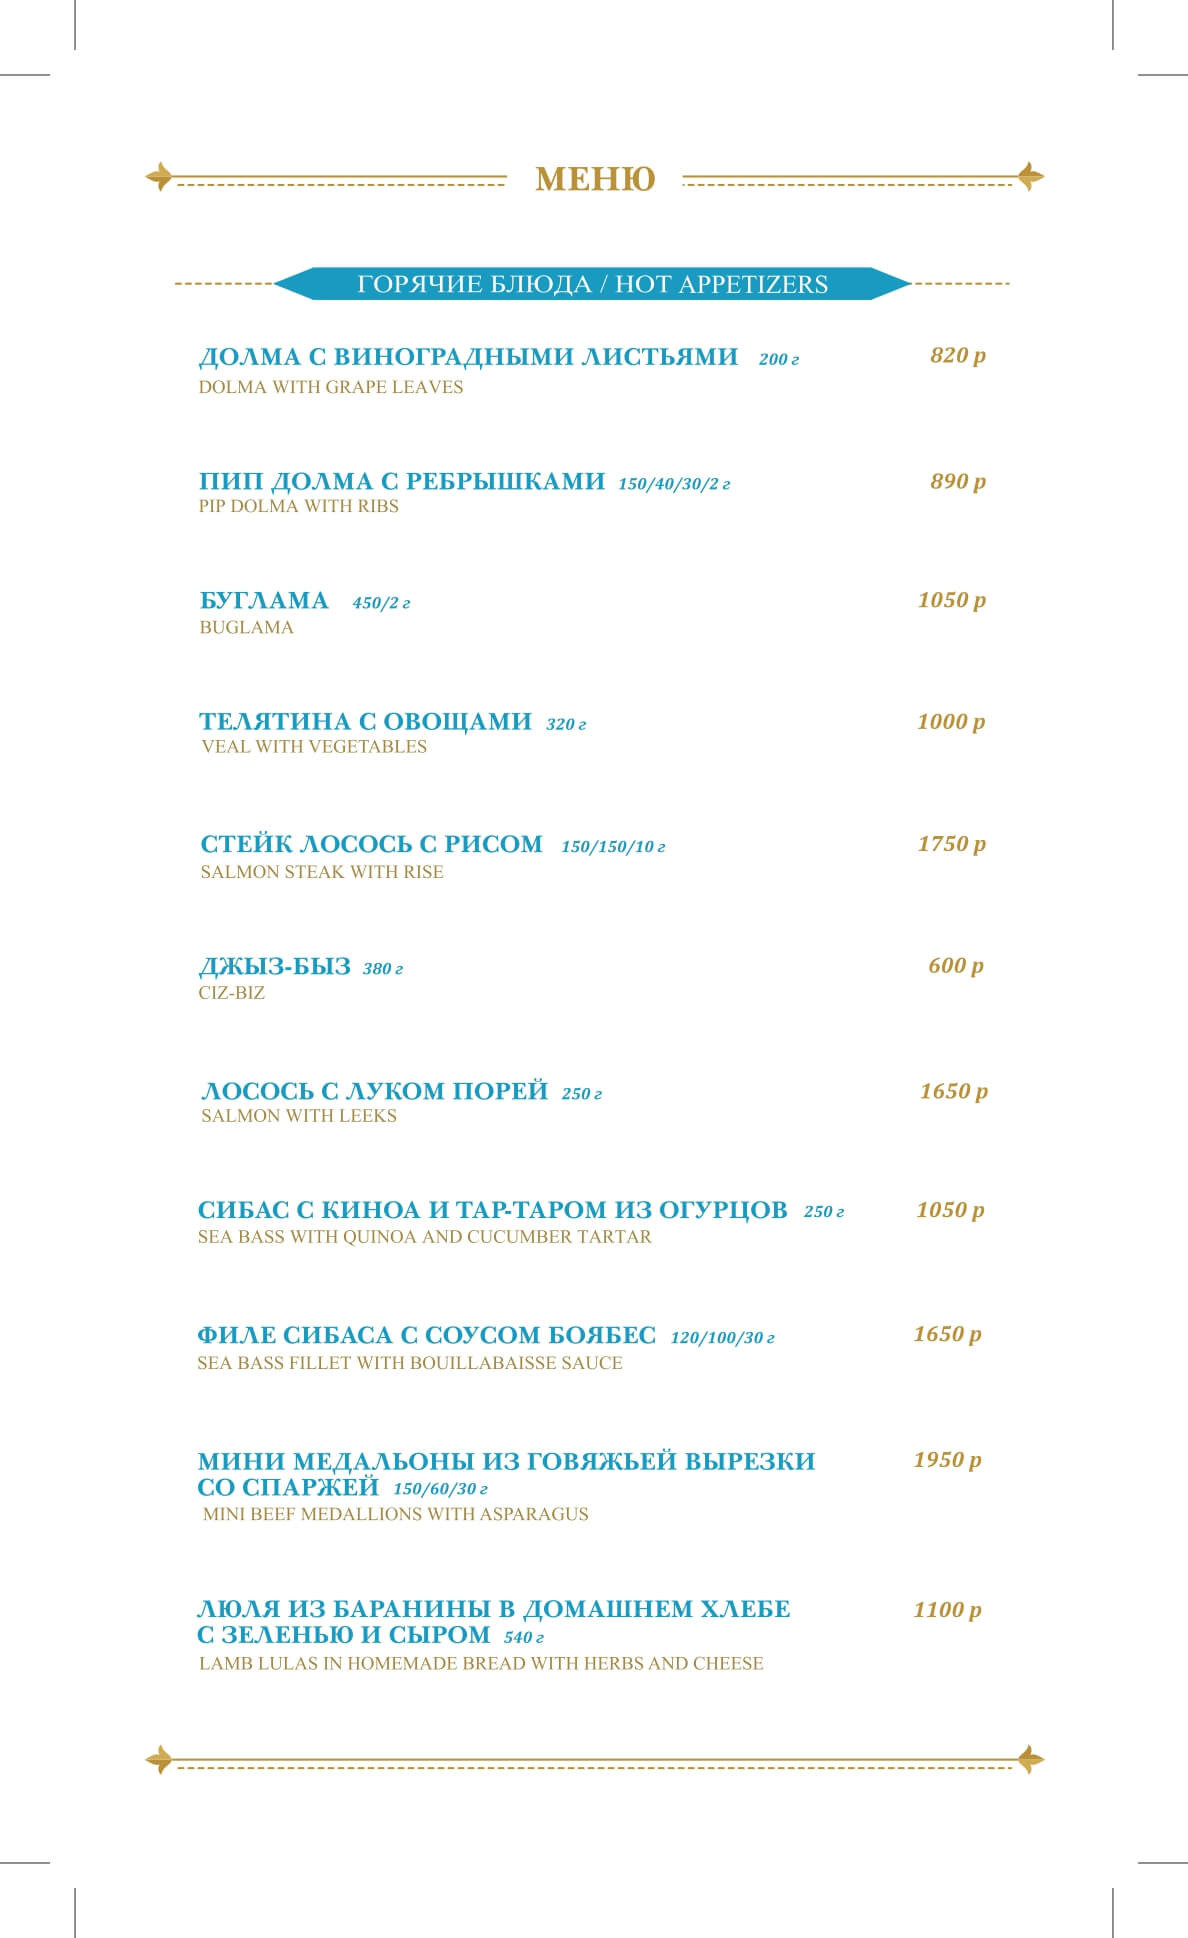 МЕНЮ
ГОРЯЧИЕ БЛЮДА / HOT APPETIZERS
ДОЛМА С ВИНОГРАДНЫМИ ЛИСТЬЯМИ 200 г 820 р
DOLMA WITH GRAPE LEAVES
ПИП ДОЛМА С РЕБРЫШКАМИ 150/40/30/2 г 890 р
PIP DOLMA WITH RIBS
БУГЛАМА 450/2 г 1050 р
BUGLAMA
ТЕЛЯТИНА С ОВОЩАМИ 320 г 1000 р
VEAL WITH VEGETABLES
СТЕЙК ЛОСОСЬ С РИСОМ 150/150/10 г 1750 р
SALMON STEAK WITH RISE
ДЖЫЗ-БЫЗ 380 г 600 р
CIZ-BIZ
ЛОСОСЬ С ЛУКОМ ПОРЕЙ 250 г 1650 р
SALMON WITH LEEKS
СИБАС С КИНОА И ТАР-ТАРОМ ИЗ ОГУРЦОВ 250 г 1050 р
SEA BASS WITH QUINOA AND CUCUMBER TARTAR
ФИЛЕ СИБАСА С СОУСОМ БОЯБЕС 120/100/30 г 1650 р
SEA BASS FILLET WITH BOUILLABAISSE SAUCE
МИНИ МЕДАЛЬОНЫ ИЗ ГОВЯЖЬЕЙ ВЫРЕЗКИ 1950 р
СО СПАРЖЕЙ 150/60/30 г
MINI BEEF MEDALLIONS WITH ASPARAGUS
ЛЮЛЯ ИЗ БАРАНИНЫ В ДОМАШНЕМ ХЛЕБЕ 1100 р
С ЗЕЛЕНЬЮ И СЫРОМ 540 г
LAMB LULAS IN HOMEMADE BREAD WITH HERBS AND CHEESE